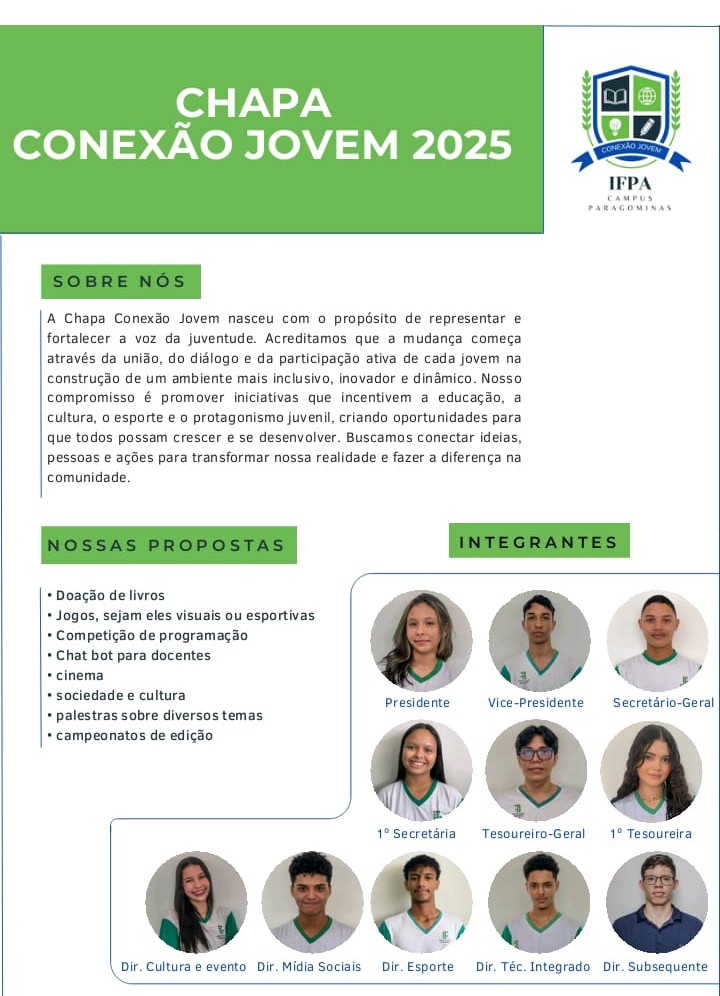 CHAPA
CONEXÃO JOVEM 2025
CONEXÃO JOVEM
IFPA
CAMPUS
PARAGOMINAS
SOBRE NÓS
A Chapa Conexão Jovem nasceu com o propósito de representar e
fortalecer a voz da juventude. Acreditamos que a mudança começa
através da união, do diálogo e da participação ativa de cada jovem na
construção de um ambiente mais inclusivo, inovador e dinâmico. Nosso
compromisso é promover iniciativas que incentivem a educação, a
cultura, o esporte e o protagonismo juvenil, criando oportunidades para
que todos possam crescer e se desenvolver. Buscamos conectar ideias,
pessoas e ações para transformar nossa realidade e fazer a diferença na
comunidade.
NOSSAS PROPOSTAS
• Doação de livros
• Jogos, sejam eles visuais ou esportivas
• Competição de programação
• Chat bot para docentes
• cinema
• sociedade e cultura
• palestras sobre diversos temas
• campeonatos de edição
INTEGRANTES
Presidente
Vice-Presidente
Secretário-Geral
1º Secretária
Tesoureiro-Geral
1º Tesoureira
Dir. Cultura e evento
Dir. Mídia Sociais
Dir. Esporte
Dir. Téc. Integrado
Dir. Subsequente